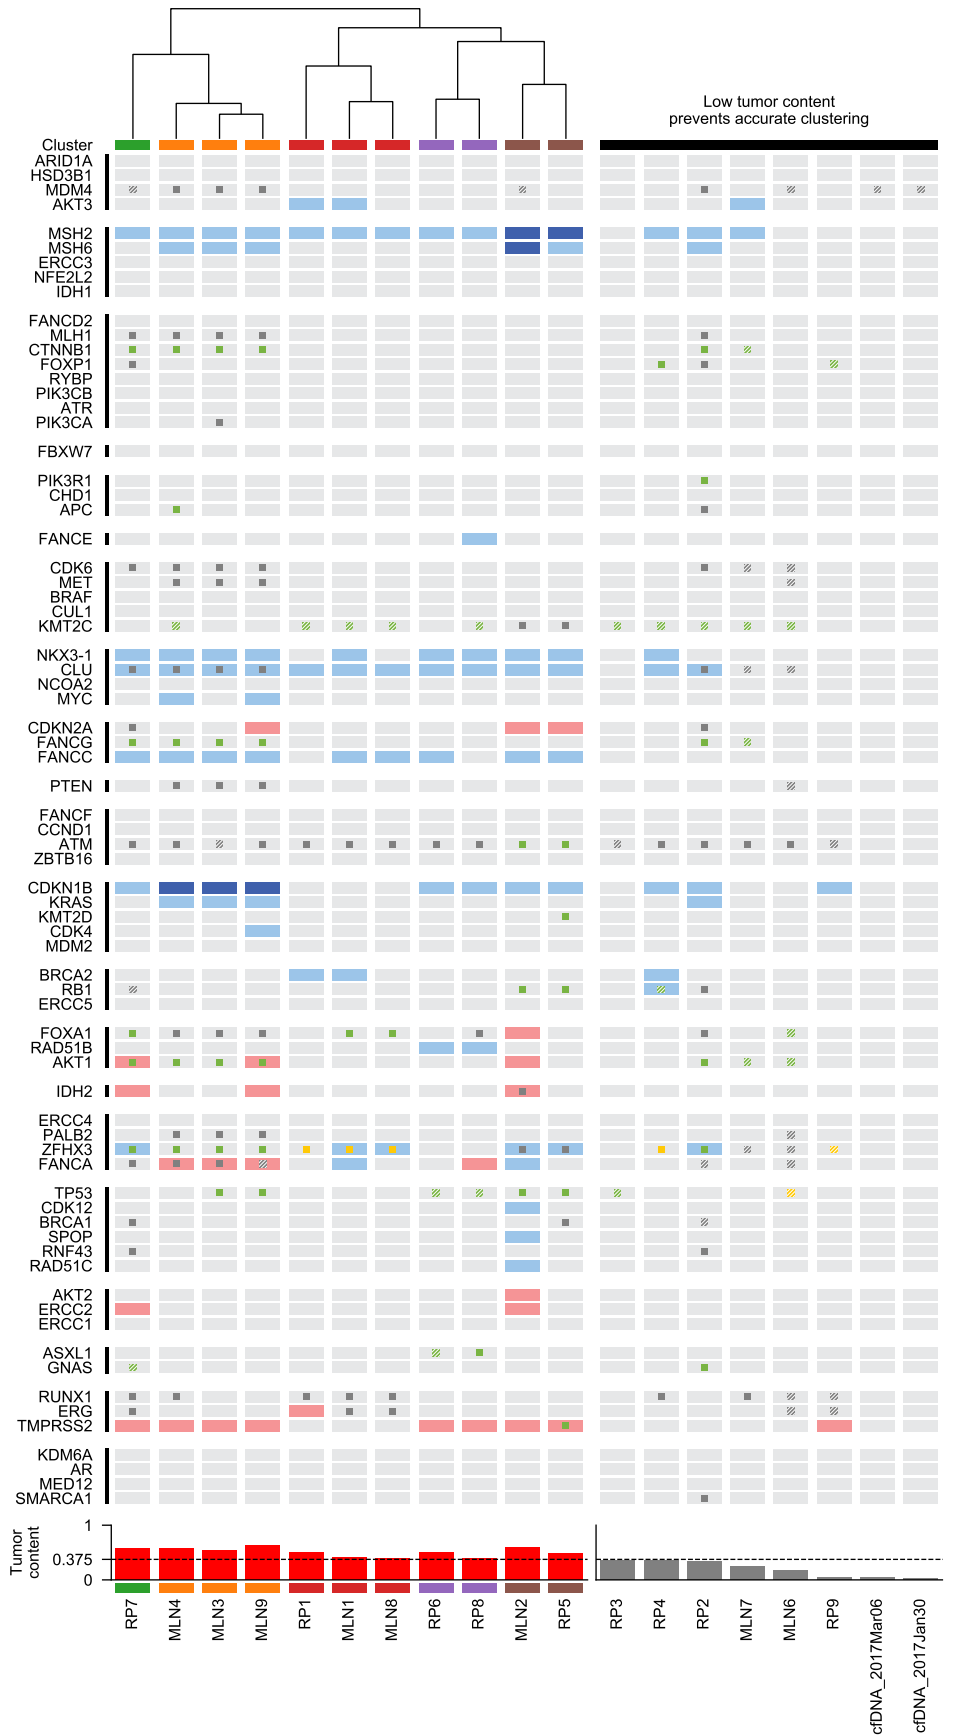 Low tumor content
prevents accurate clustering
Cluster
ARID1A
HSD3B1
MDM4
AKT3
MSH2
MSH6
ERCC3
NFE2L2
IDH1
FANCD2
MLH1
CTNNB1
FOXP1
RYBP
PIK3CB
ATR
PIK3CA
FBXW7
PIK3R1
CHD1
APC
FANCE
CDK6
MET
BRAF
CUL1
KMT2C
NKX3-1
CLU
NCOA2
MYC
CDKN2A
FANCG
FANCC
PTEN
FANCF
CCND1
ATM
ZBTB16
CDKN1B
KRAS
KMT2D
CDK4
MDM2
BRCA2
RB1
ERCC5
FOXA1
RAD51B
AKT1
IDH2
ERCC4
PALB2
ZFHX3
FANCA
TP53
CDK12
BRCA1
SPOP
RNF43
RAD51C
AKT2
ERCC2
ERCC1
ASXL1
GNAS
RUNX1
ERG
TMPRSS2
KDM6A
AR
MED12
SMARCA1
Tumor
content
1
0.375
0
RP7
MLN4
MLN3
MLN9
RP1
MLN1
MLN8
RP6
RP8
MLN2
RP5
RP3
RP4
RP2
MLN7
MLN6
RP9
cfDNA_2017Mar06
cfDNA_2017Jan30